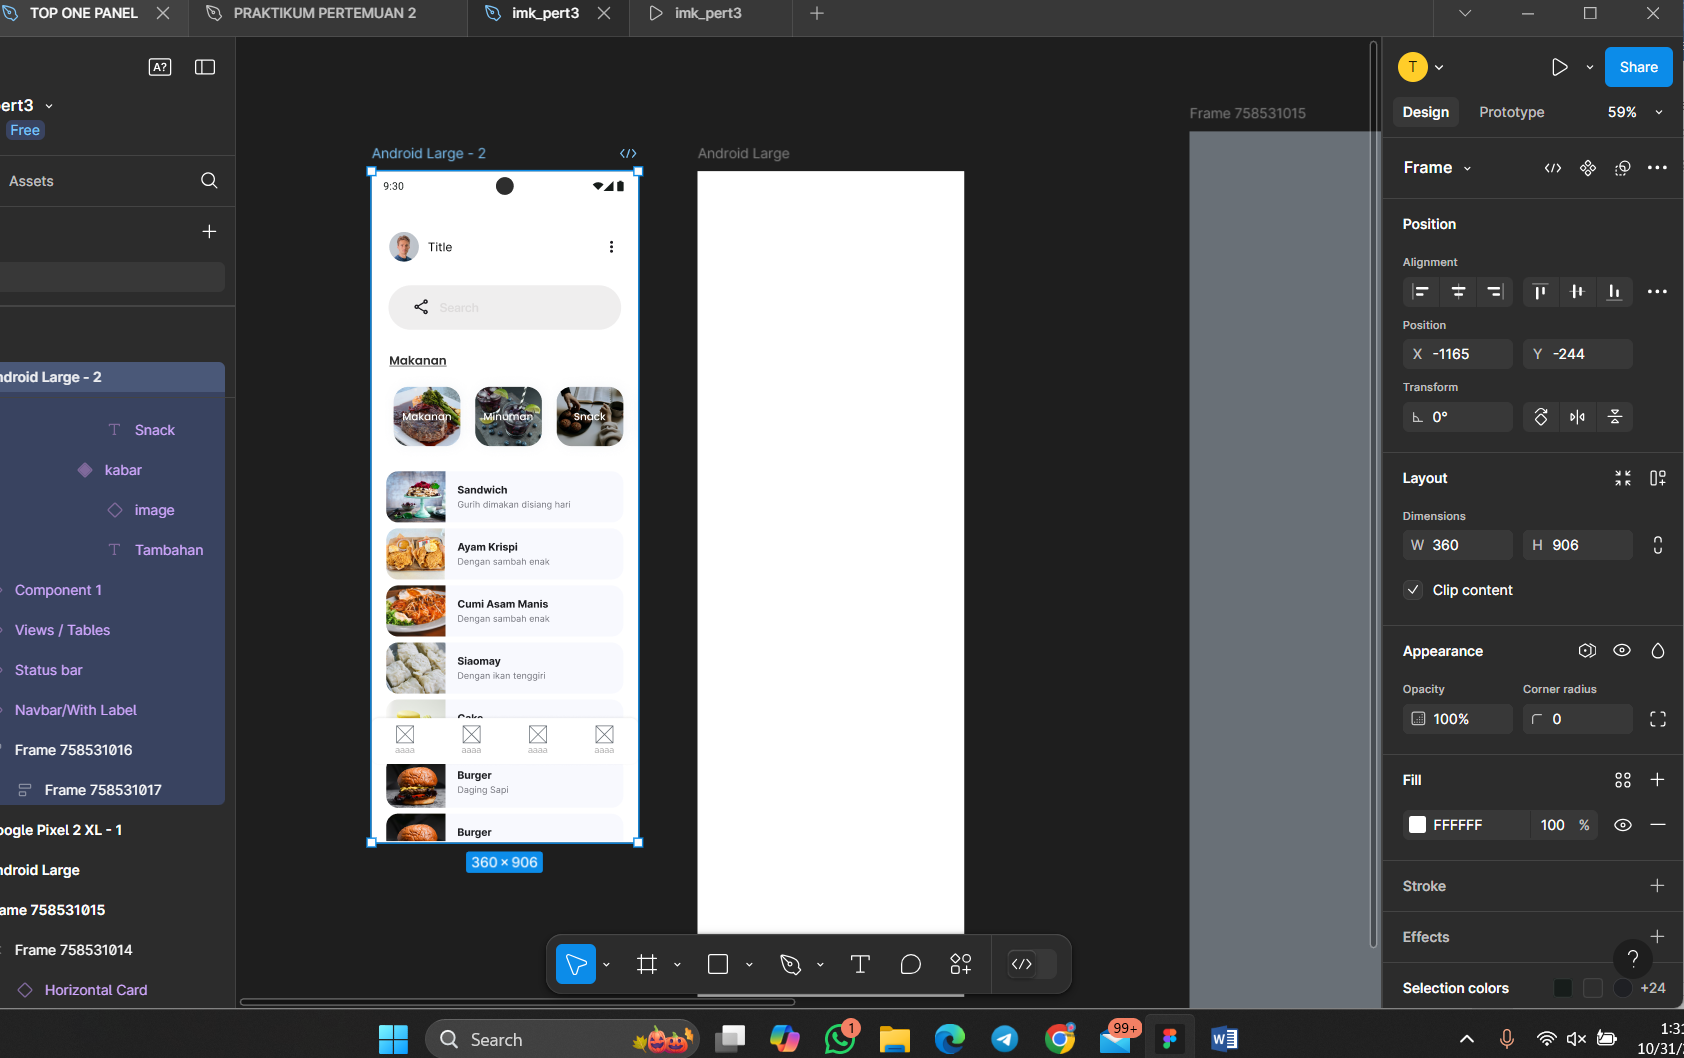 TOP ONE PANEL
PRAKTIKUM PERTEMUAN 2
imk_pert3
imk_pert3
A?
ert3
Free
Assets
ndroid Large - 2
Snack
kabar
image
Tambahan
Component 1
Views / Tables
Status bar
Navbar/With Label
Frame 758531016
Frame 758531017
oogle Pixel 2 XL - 1
ndroid Large
ame 758531015
Frame 758531014
Horizontal Card
Android Large - 2
9:30
Title
Search
Makanan
Makanan
Minuman
Snack
Sandwich
Gurih dimakan disiang hari
Ayam Krispi
Dengan sambah enak
Cumi Asam Manis
Dengan sambah enak
Siaomay
Dengan ikan tenggiri
Cake
aaaa
aaaa
aaaa
aaaa
Burger
Daging Sapi
Burger
360 × 906
Android Large
Frame 758531015
T
Share
Design
Prototype
59%
Frame
Position
Alignment
Position
X -1165
Y -244
Transform
0°
Layout
Dimensions
W 360
H 906
Clip content
Appearance
Opacity
Corner radius
100%
0
Fill
FFFFFF
100 %
Stroke
Effects
?
Selection colors
+24
Search
1
99+
1:3
10/31/